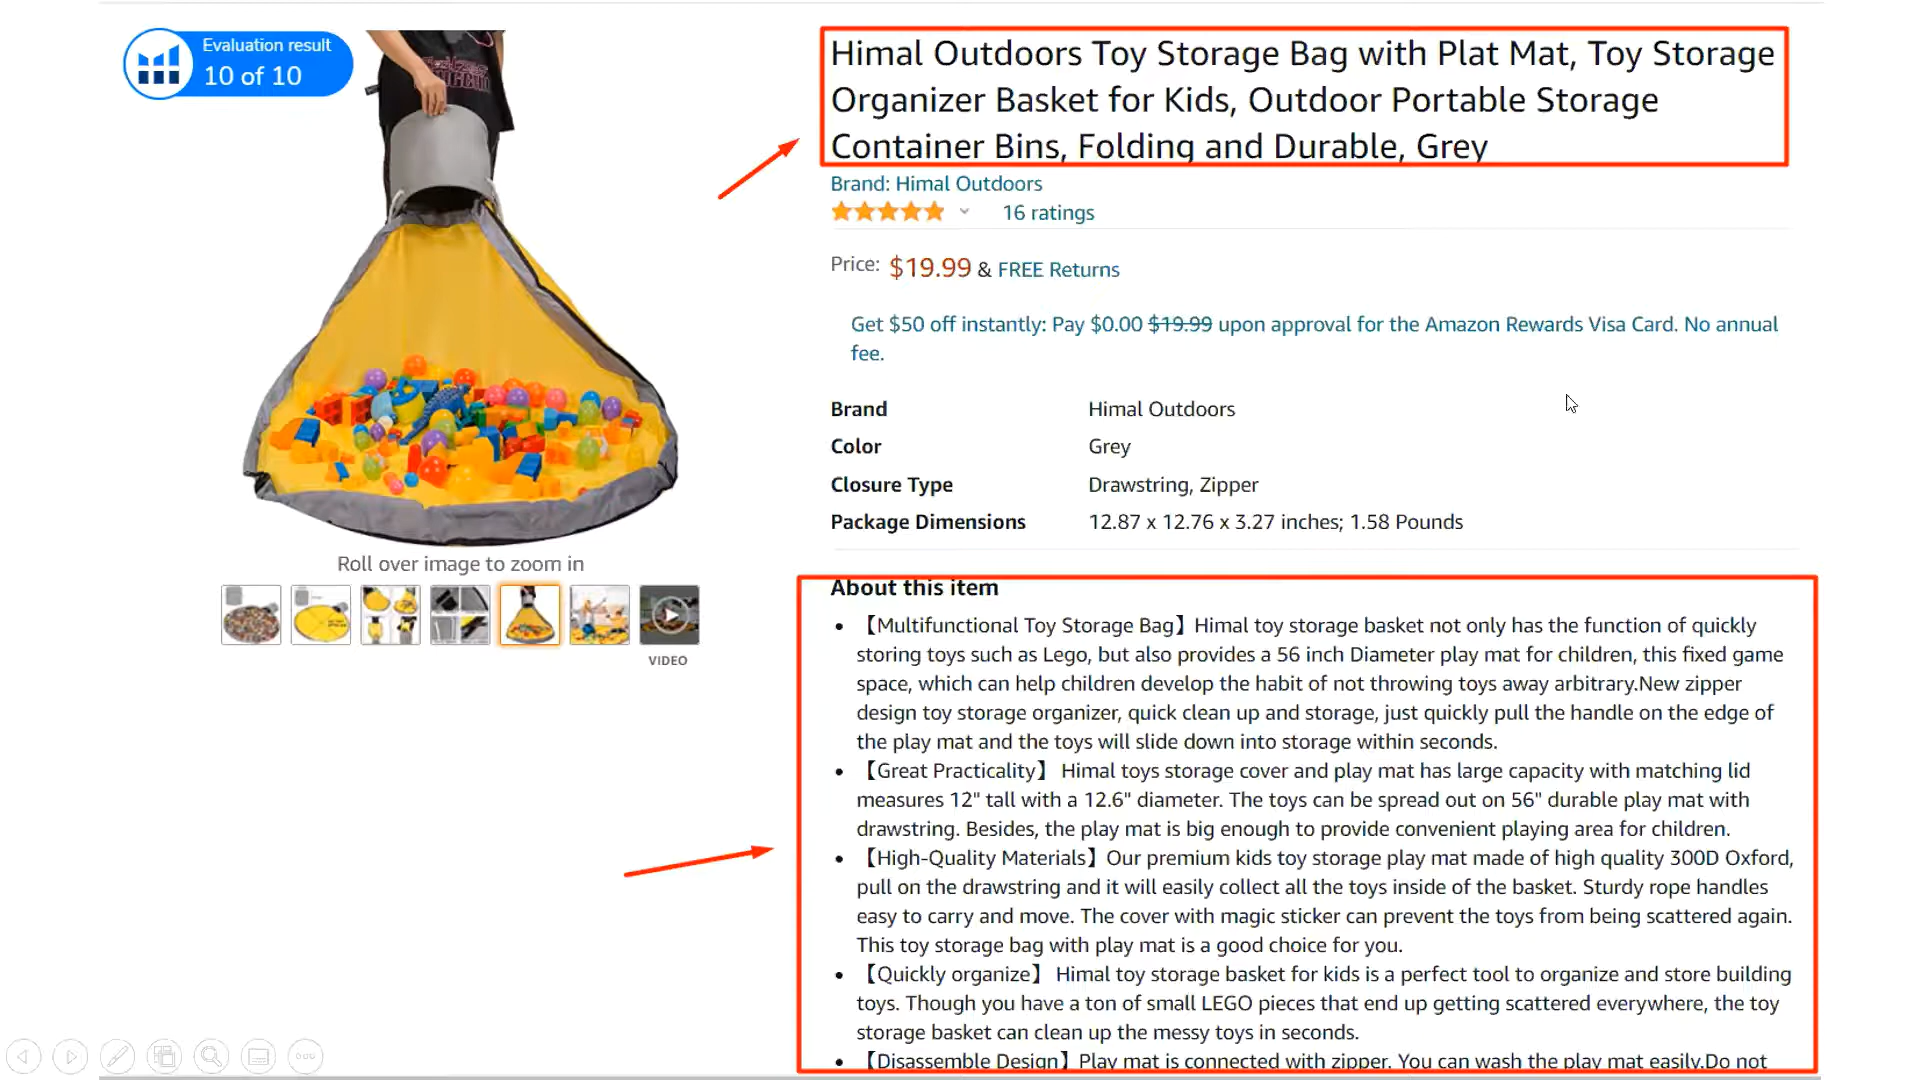 Evaluation result
10 of 10
Himal Outdoors Toy Storage Bag with Plat Mat, Toy Storage
Organizer Basket for Kids, Outdoor Portable Storage
Container Bins, Folding and Durable, Grey
Brand: Himal Outdoors
16 ratings
Price: $19.99 & FREE Returns
Get $50 off instantly: Pay $0.00 $19.99 upon approval for the Amazon Rewards Visa Card. No annual
fee.
Brand Himal Outdoors
Color Grey
Closure Type Drawstring, Zipper
Package Dimensions 12.87 x 12.76 x 3.27 inches; 1.58 Pounds
Roll over image to zoom in
VIDEO
About this item
• 【Multifunctional Toy Storage Bag】Himal toy storage basket not only has the function of quickly
storing toys such as Lego, but also provides a 56 inch Diameter play mat for children, this fixed game
space, which can help children develop the habit of not throwing toys away arbitrary.New zipper
design toy storage organizer, quick clean up and storage, just quickly pull the handle on the edge of
the play mat and the toys will slide down into storage within seconds.
• 【Great Practicality】 Himal toys storage cover and play mat has large capacity with matching lid
measures 12" tall with a 12.6" diameter. The toys can be spread out on 56" durable play mat with
drawstring. Besides, the play mat is big enough to provide convenient playing area for children.
• 【High-Quality Materials】Our premium kids toy storage play mat made of high quality 300D Oxford,
pull on the drawstring and it will easily collect all the toys inside of the basket. Sturdy rope handles
easy to carry and move. The cover with magic sticker can prevent the toys from being scattered again.
This toy storage bag with play mat is a good choice for you.
• 【Quickly organize】 Himal toy storage basket for kids is a perfect tool to organize and store building
toys. Though you have a ton of small LEGO pieces that end up getting scattered everywhere, the toy
storage basket can clean up the messy toys in seconds.
• 【Disassemble Design】Play mat is connected with zipper. You can wash the play mat easily.Do not